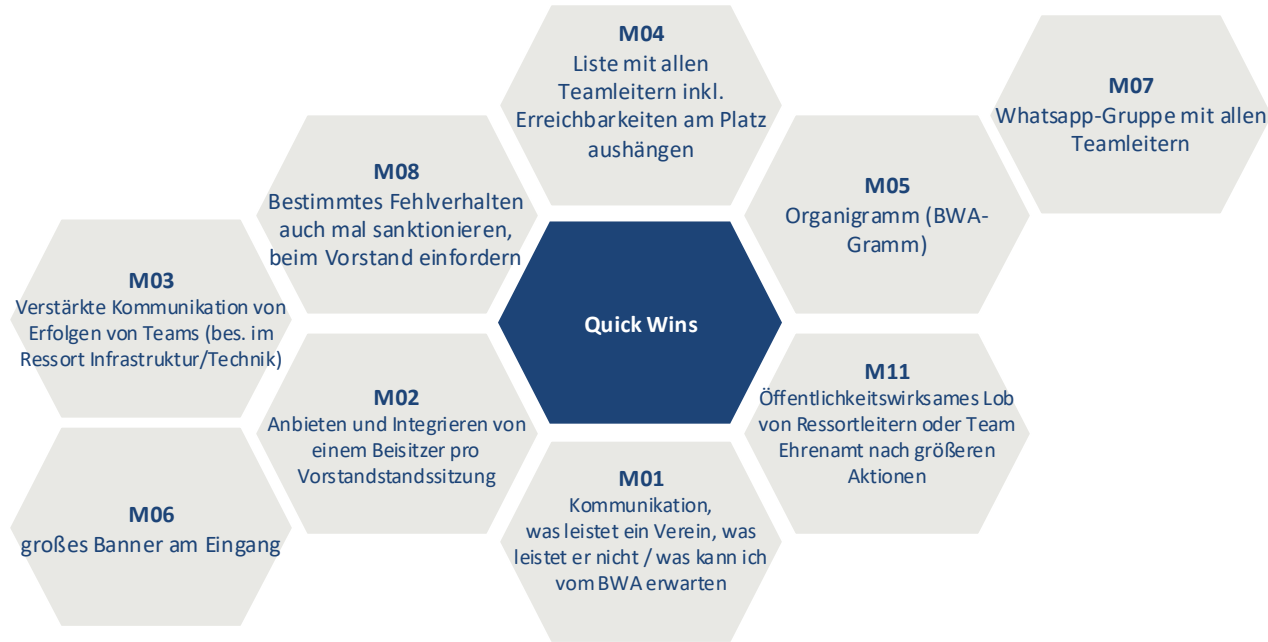 M04
Liste mit allen
Teamleitern inkl.
Erreichbarkeiten am Platz
aushängen
M07
Whatsapp-Gruppe mit allen
Teamleitern
M08
Bestimmtes Fehlverhalten
auch mal sanktionieren,
beim Vorstand einfordern
M05
Organigramm (BWA-
Gramm)
M03
Verstärkte Kommunikation von
Erfolgen von Teams (bes. im
Ressort Infrastruktur/Technik)
Quick Wins
M02
Anbieten und Integrieren von
einem Beisitzer pro
Vorstandstandssitzung
M11
Öffentlichkeitswirksames Lob
von Ressortleitern oder Team
Ehrenamt nach größeren
Aktionen
M06
großes Banner am Eingang
M01
Kommunikation,
was leistet ein Verein, was
leistet er nicht / was kann ich
vom BWA erwarten